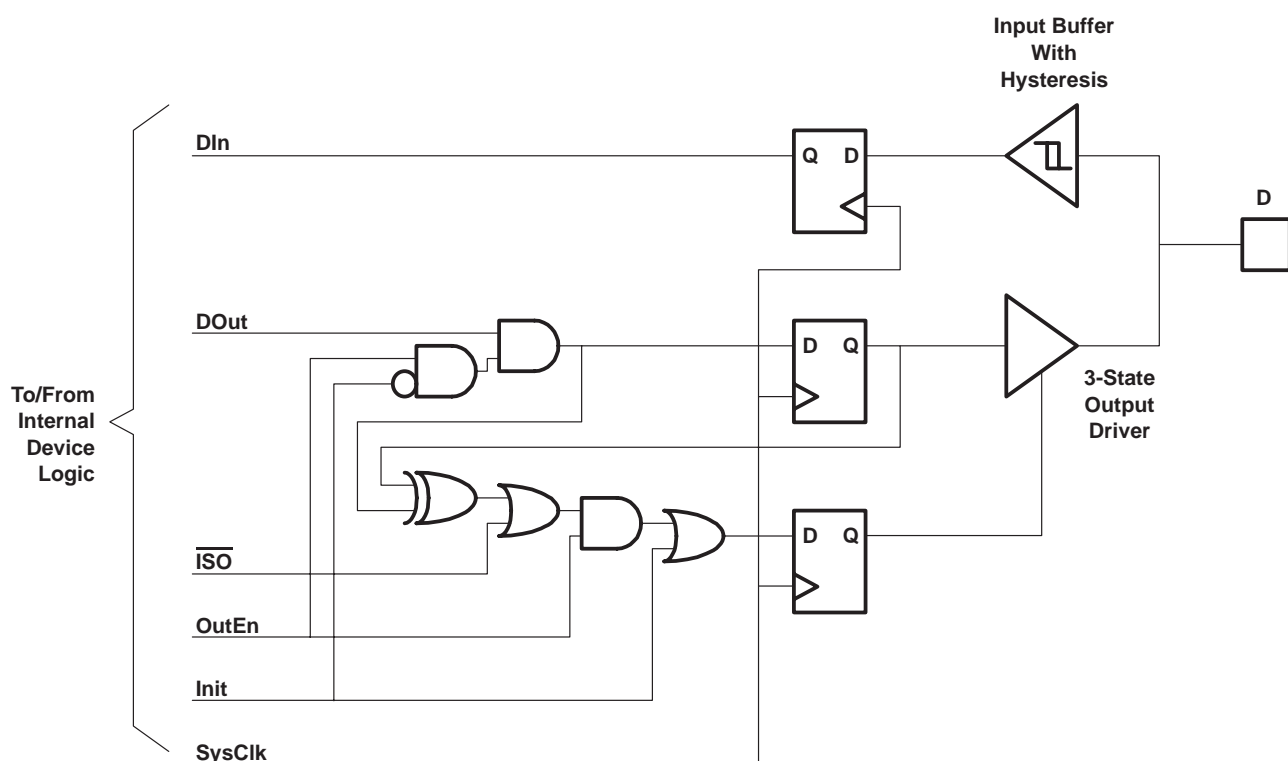 Input Buffer
With
Hysteresis
DIn
Q D
D
DOut
D Q
3-State
Output
Driver
To/From
Internal
Device
Logic
D Q
ISO
OutEn
Init
SysClk